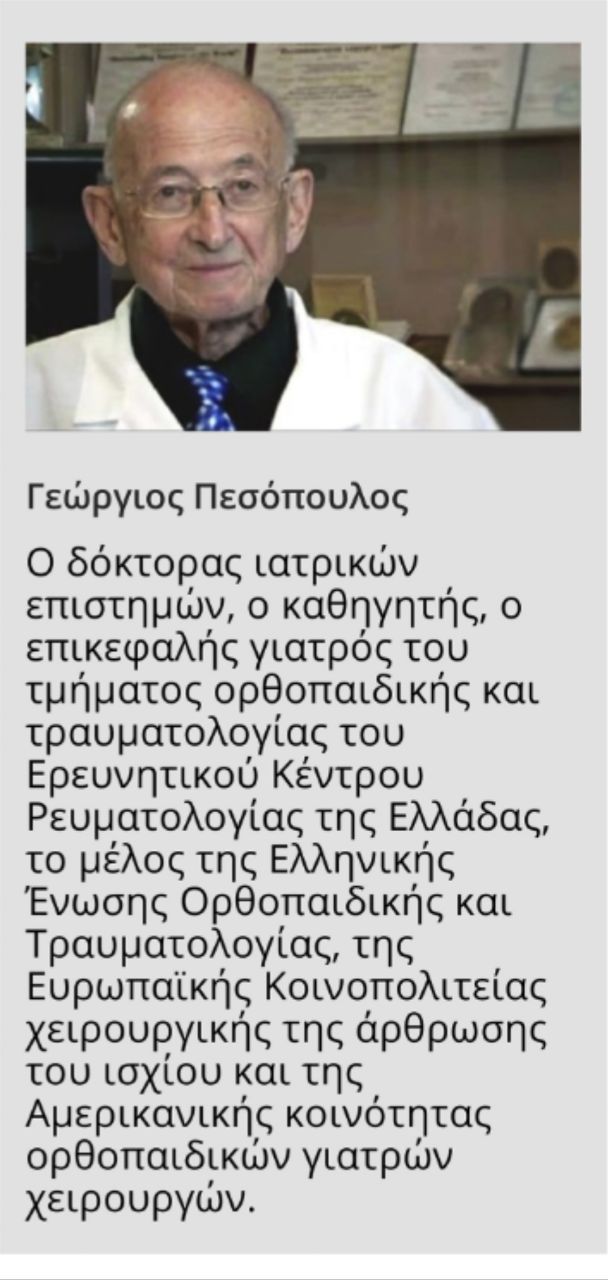 Γεώργιος Πεσόπουλος
Ο δόκτορας ιατρικών
επιστημών, ο καθηγητής, ο
επικεφαλής γιατρός του
τμήματος ορθοπαιδικής και
τραυματολογίας του
Ερευνητικού Κέντρου
Ρευματολογίας της Ελλάδας,
το μέλος της Ελληνικής
Ένωσης Ορθοπαιδικής και
Τραυματολογίας, της
Ευρωπαϊκής Κοινοπολιτείας
χειρουργικής της άρθρωσης
του ισχίου και της
Αμερικανικής κοινότητας
ορθοπαιδικών γιατρών
χειρουργών.